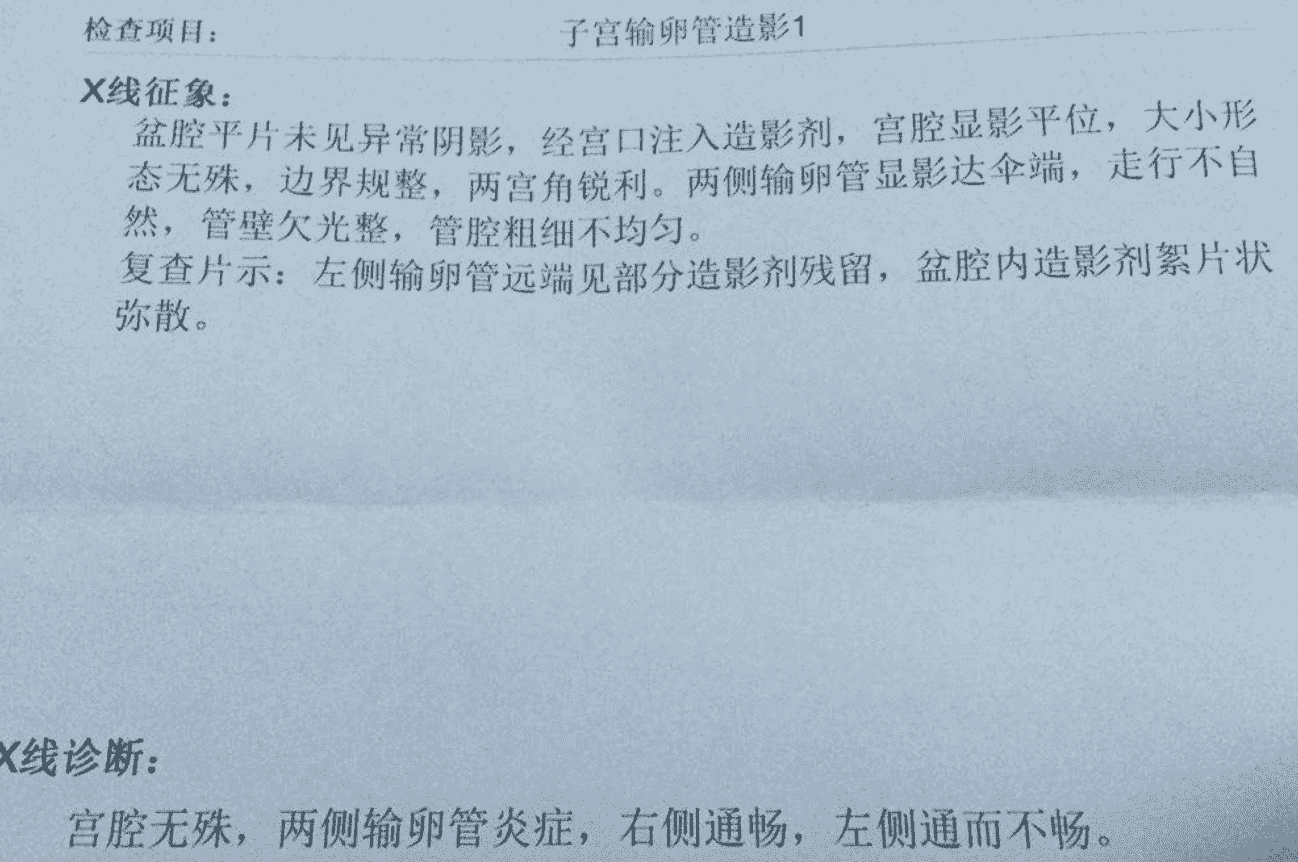 检查项目： 子宫输卵管造影1
X线征象：
盆腔平片未见异常阴影，经宫口注入造影剂，宫腔显影平位，大小形
态无殊，边界规整，两宫角锐利。两侧输卵管显影达伞端，走行不自
然，管壁欠光整，管腔粗细不均匀。
复查片示：左侧输卵管远端见部分造影剂残留，盆腔内造影剂絮片状
弥散。
X线诊断：
宫腔无殊，两侧输卵管炎症，右侧通畅，左侧通而不畅。